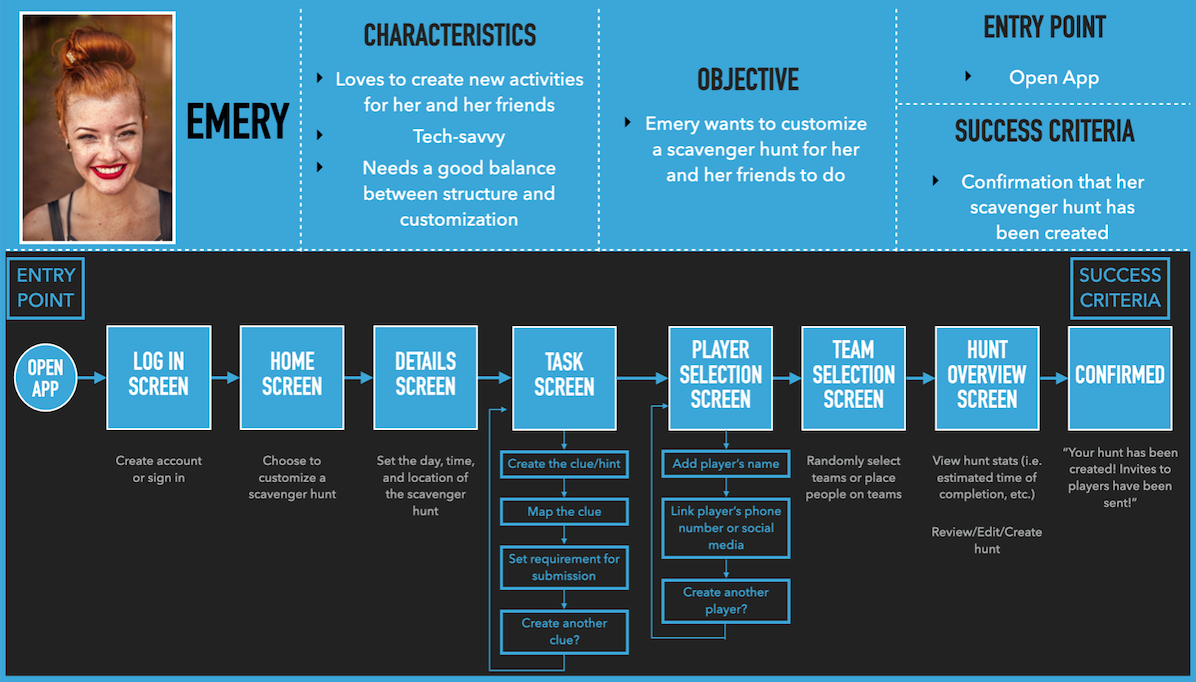 EMERY
CHARACTERISTICS
Loves to create new activities
for her and her friends
Tech-savvy
Needs a good balance
between structure and
customization
OBJECTIVE
Emery wants to customize
a scavenger hunt for her
and her friends to do
ENTRY POINT
Open App
SUCCESS CRITERIA
Confirmation that her
scavenger hunt has
been created
ENTRY
POINT
SUCCESS
CRITERIA
OPEN
APP
LOG IN
SCREEN
Create account
or sign in
HOME
SCREEN
Choose to
customize a
scavenger hunt
DETAILS
SCREEN
Set the day, time,
and location of
the scavenger
hunt
TASK
SCREEN
Create the clue/hint
Map the clue
Set requirement for
submission
Create another
clue?
PLAYER
SELECTION
SCREEN
Add player's name
Link player's phone
number or social
media
Create another
player?
TEAM
SELECTION
SCREEN
Randomly select
teams or place
people on teams
HUNT
OVERVIEW
SCREEN
View hunt stats (i.e.
estimated time of
completion, etc.)
Review/Edit/Create
hunt
CONFIRMED
“Your hunt has been
created! Invites to
players have been
sent!”